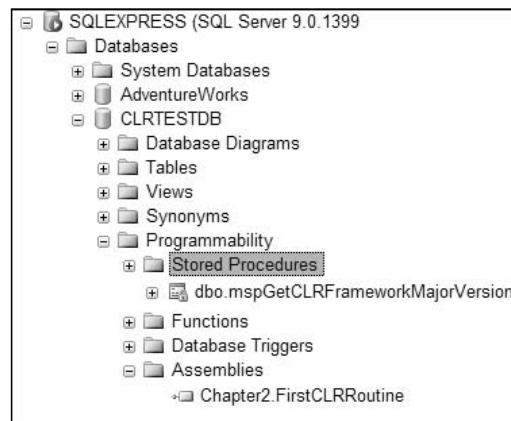 SQLEXPRESS (SQL Server 9.0.1399
Databases
System Databases
AdventureWorks
CLRTESTDB
Database Diagrams
Tables
Views
Synonyms
Programmability
Stored Procedures
dbo.mspGetCLRFrameworkMajorVersion
Functions
Database Triggers
Assemblies
Chapter2.FirstCLRRoutine